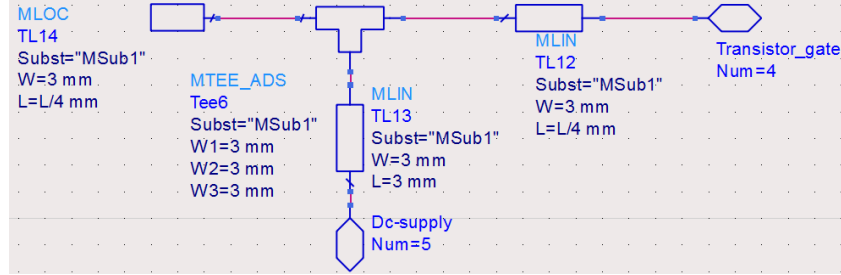 MLOC
TL14
Subst="MSub1"
W=3 mm
L=L/4 mm
MTEE_ADS
Tee6
Subst="MSub1"
W1=3 mm
W2=3 mm
W3=3 mm
MLIN
TL13
Subst="MSub1"
W=3 mm
L=3 mm
MLIN
TL12
Subst="MSub1"
W=3 mm
L=L/4 mm
Transistor_gate
Num=4
Dc-supply
Num=5